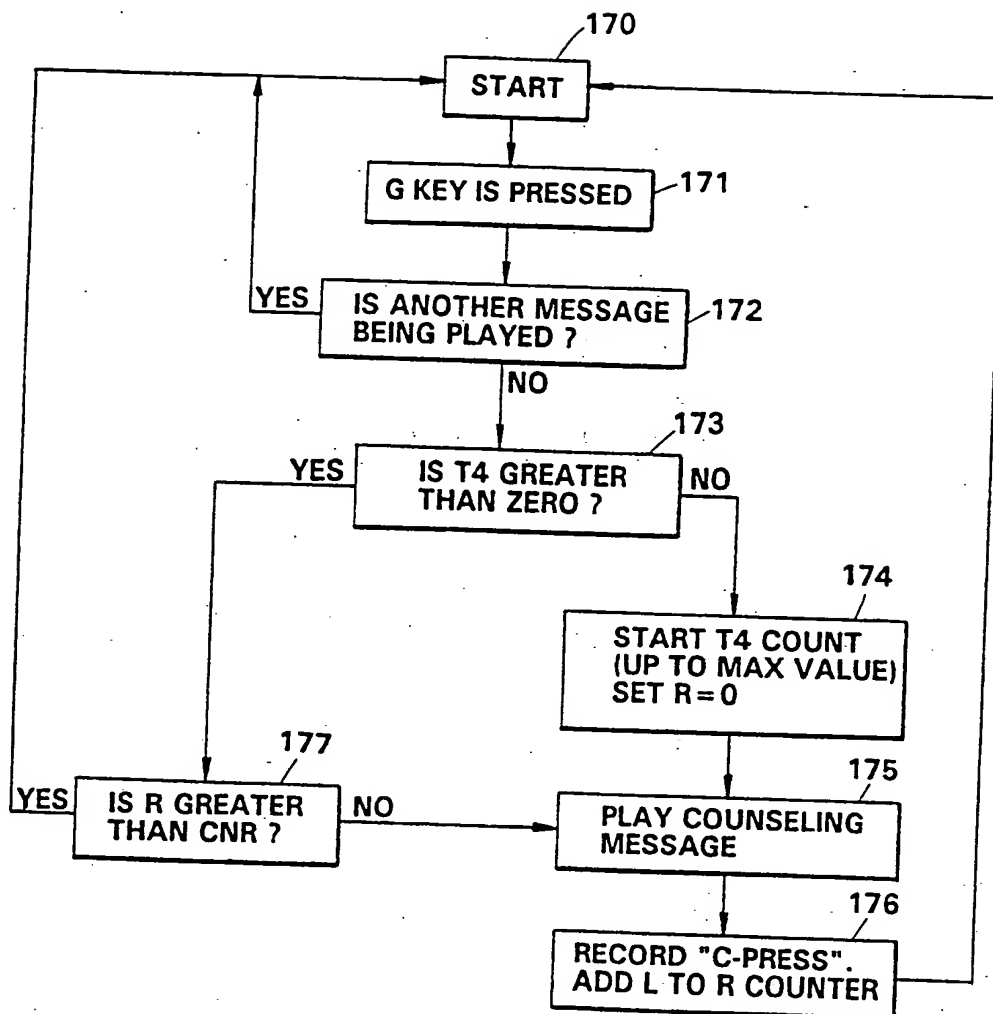 170
START
G KEY IS PRESSED
171
YES
IS ANOTHER MESSAGE
BEING PLAYED ?
172
NO
173
YES
IS T4 GREATER
THAN ZERO ?
NO
174
START T4 COUNT
(UP TO MAX VALUE)
SET R=0
177
YES
IS R GREATER
THAN CNR ?
NO
175
PLAY COUNSELING
MESSAGE
176
RECORD "C-PRESS".
ADD L TO R COUNTER